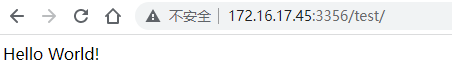 不安全 | 172.16.17.45:3356/test/
Hello World!